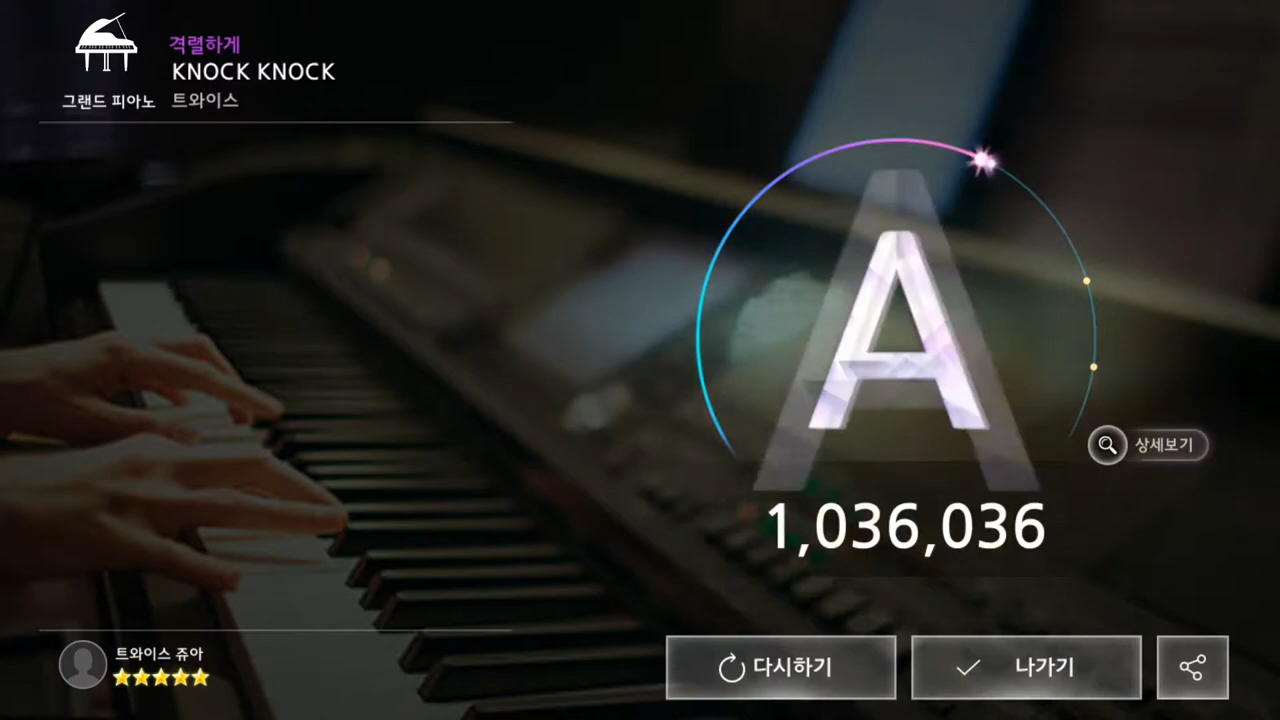 격렬하게
KNOCK KNOCK
그랜드 피아노
트와이스
A
상세보기
1,036,036
트와이스 쥬아
다시하기
나가기